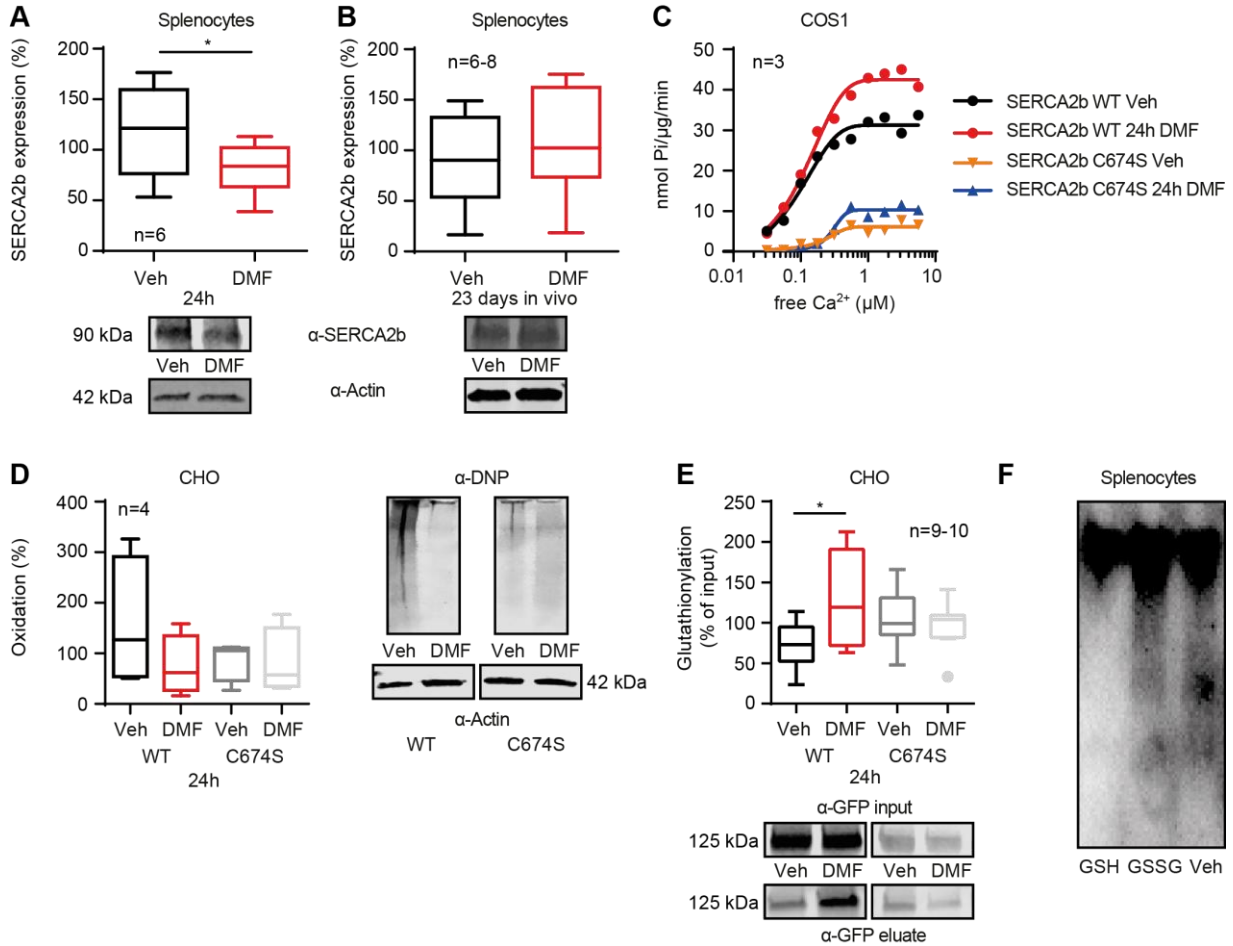 A
Splenocytes
SERCA2b expression (%)
200
150
100
50
0
*
n=6
Veh
DMF
24h
90 kDa
Veh DMF
42 kDa
α-SERCA2b
α-Actin
B
Splenocytes
SERCA2b expression (%)
200
150
100
50
0
n=6-8
Veh
DMF
23 days in vivo
Veh DMF
C
COS1
nmol Pi/µg/min
50
40
30
20
10
0
n=3
0.01
0.1
1
10
free Ca²⁺ (µM)
SERCA2b WT Veh
SERCA2b WT 24h DMF
SERCA2b C674S Veh
SERCA2b C674S 24h DMF
D
CHO
Oxidation (%)
400
300
200
100
0
n=4
Veh DMF Veh DMF
WT C674S
24h
α-DNP
Veh DMF Veh DMF
42 kDa
α-Actin
WT C674S
E
CHO
Glutathionylation
(% of input)
250
200
150
100
50
0
*
n=9-10
Veh DMF Veh DMF
WT C674S
24h
α-GFP input
125 kDa
Veh DMF Veh DMF
125 kDa
α-GFP eluate
F
Splenocytes
GSH GSSG Veh